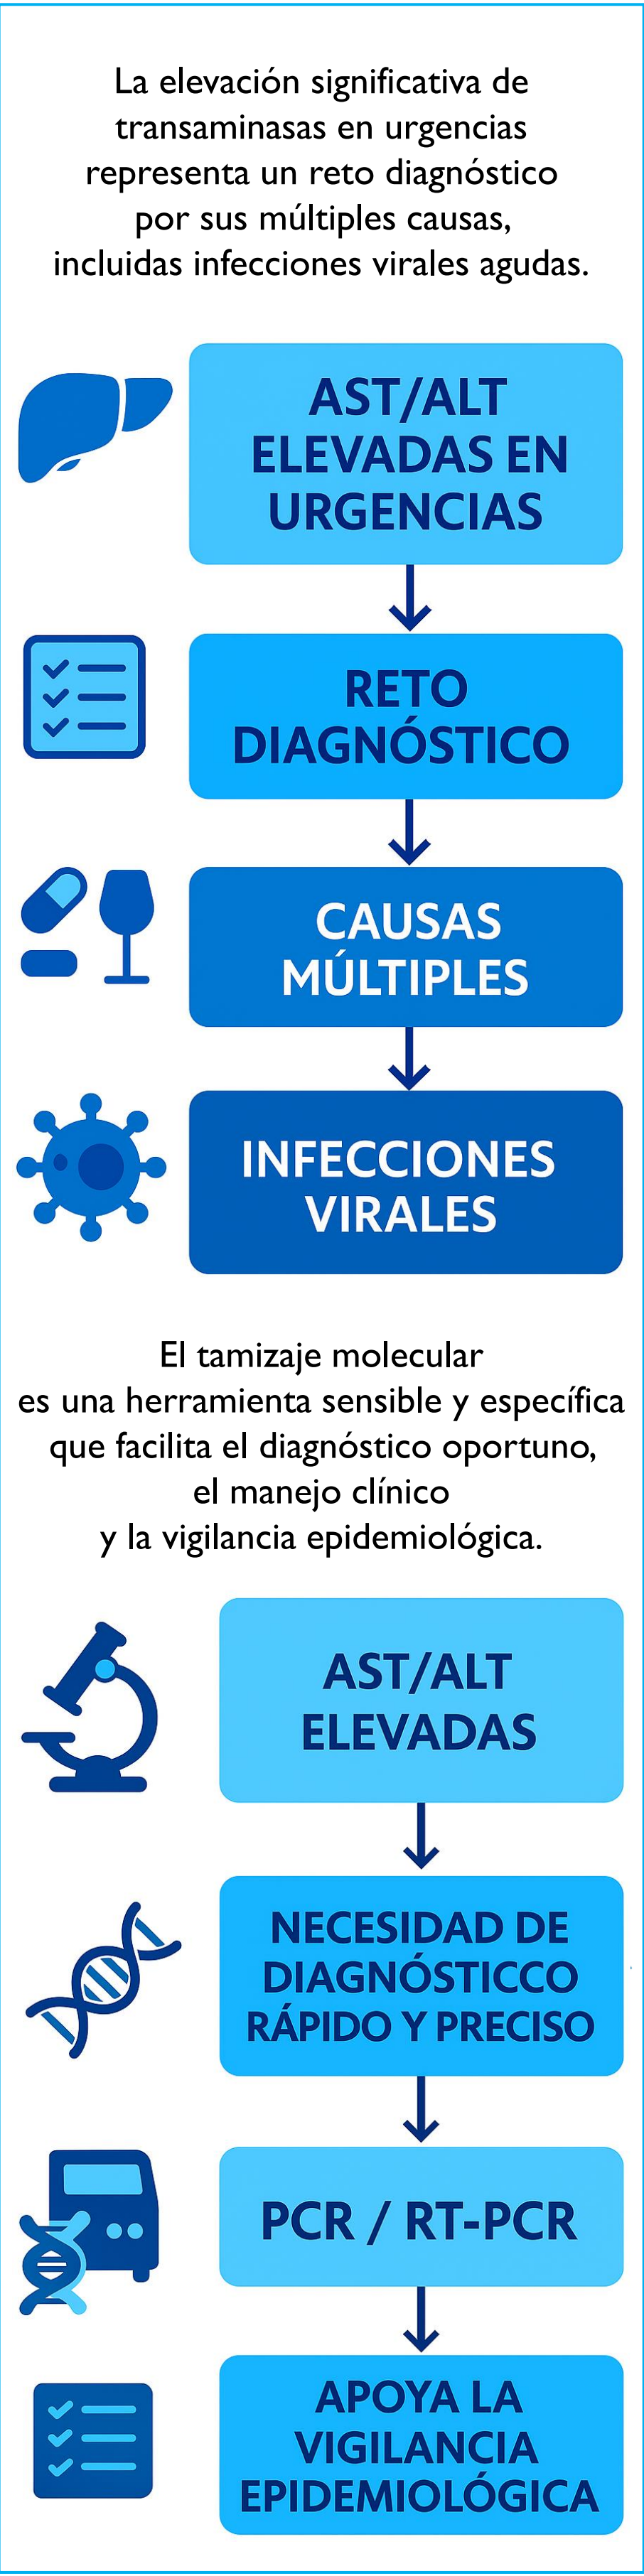 La elevación significativa de
transaminasas en urgencias
representa un reto diagnóstico
por sus múltiples causas,
incluidas infecciones virales agudas.
AST/ALT
ELEVADAS EN
URGENCIAS
RETO
DIAGNÓSTICO
CAUSAS
MÚLTIPLES
INFECCIONES
VIRALES
El tamizaje molecular
es una herramienta sensible y específica
que facilita el diagnóstico oportuno,
el manejo clínico
y la vigilancia epidemiológica.
AST/ALT
ELEVADAS
NECESIDAD DE
DIAGNÓSTICCO
RÁPIDO Y PRECISO
PCR / RT-PCR
APOYA LA
VIGILANCIA
EPIDEMIOLÓGICA